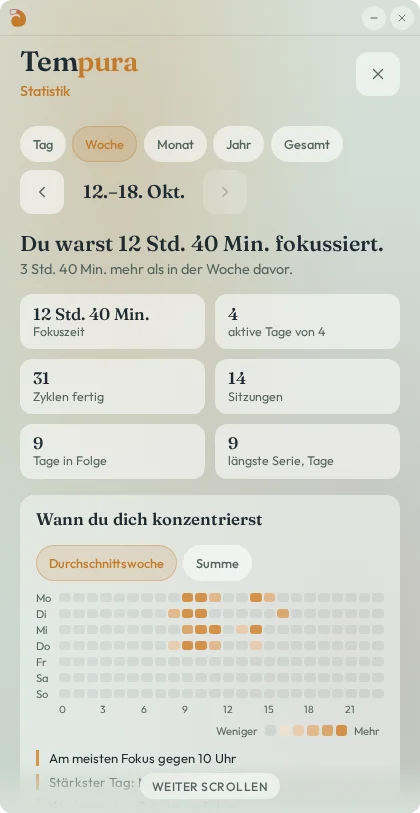 Tempura
Statistik
Tag Woche Monat Jahr Gesamt
12.–18. Okt.
Du warst 12 Std. 40 Min. fokussiert.
3 Std. 40 Min. mehr als in der Woche davor.
12 Std. 40 Min.
Fokuszeit
4
aktive Tage von 4
31
Zyklen fertig
14
Sitzungen
9
Tage in Folge
9
längste Serie, Tage
Wann du dich konzentrierst
Durchschnittswoche Summe
Mo
Di
Mi
Do
Fr
Sa
So
0 3 6 9 12 15 18 21
Weniger Mehr
Am meisten Fokus gegen 10 Uhr
Stärkster Tag:
WEITER SCROLLEN